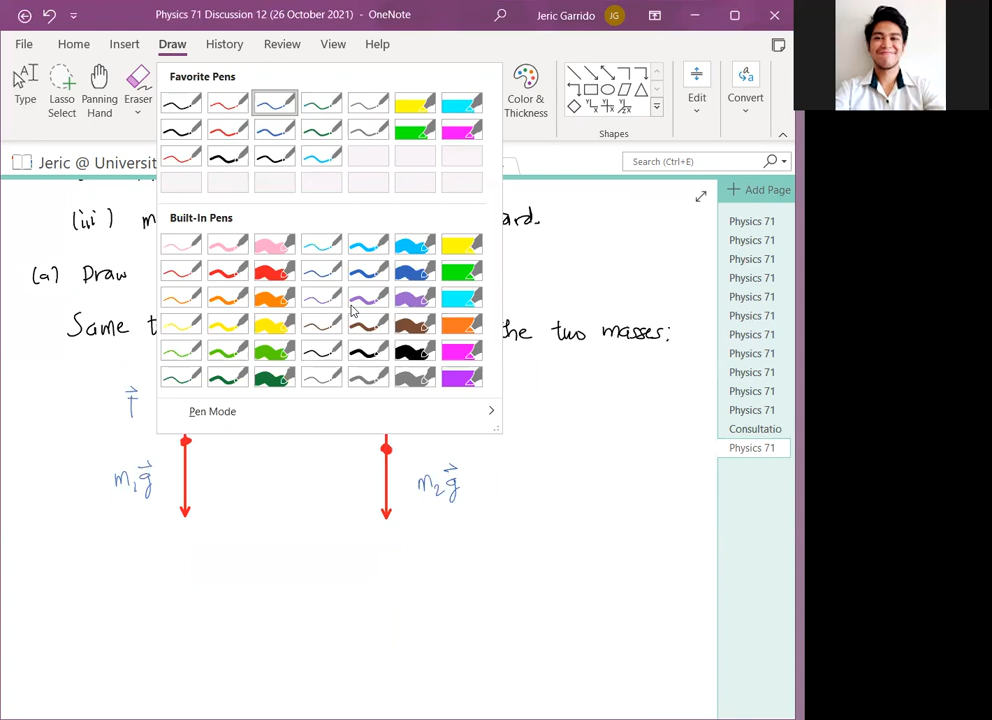 Physics 71 Discussion 12 (26 October 2021) - OneNote
Jeric Garrido
JG
File Home Insert Draw History Review View Help
Type
Lasso Select
Panning Hand
Eraser
Favorite Pens
Color & Thickness
Shapes
Edit
Convert
Jeric @ Universit
Search (Ctrl+E)
Add Page
Built-In Pens
(iii) m
ard.
(a) Draw
Same t
the two masses:
Pen Mode
T
m₁g
m₂g
Physics 71
Physics 71
Physics 71
Physics 71
Physics 71
Physics 71
Physics 71
Physics 71
Physics 71
Physics 71
Physics 71
Consultatio
Physics 71